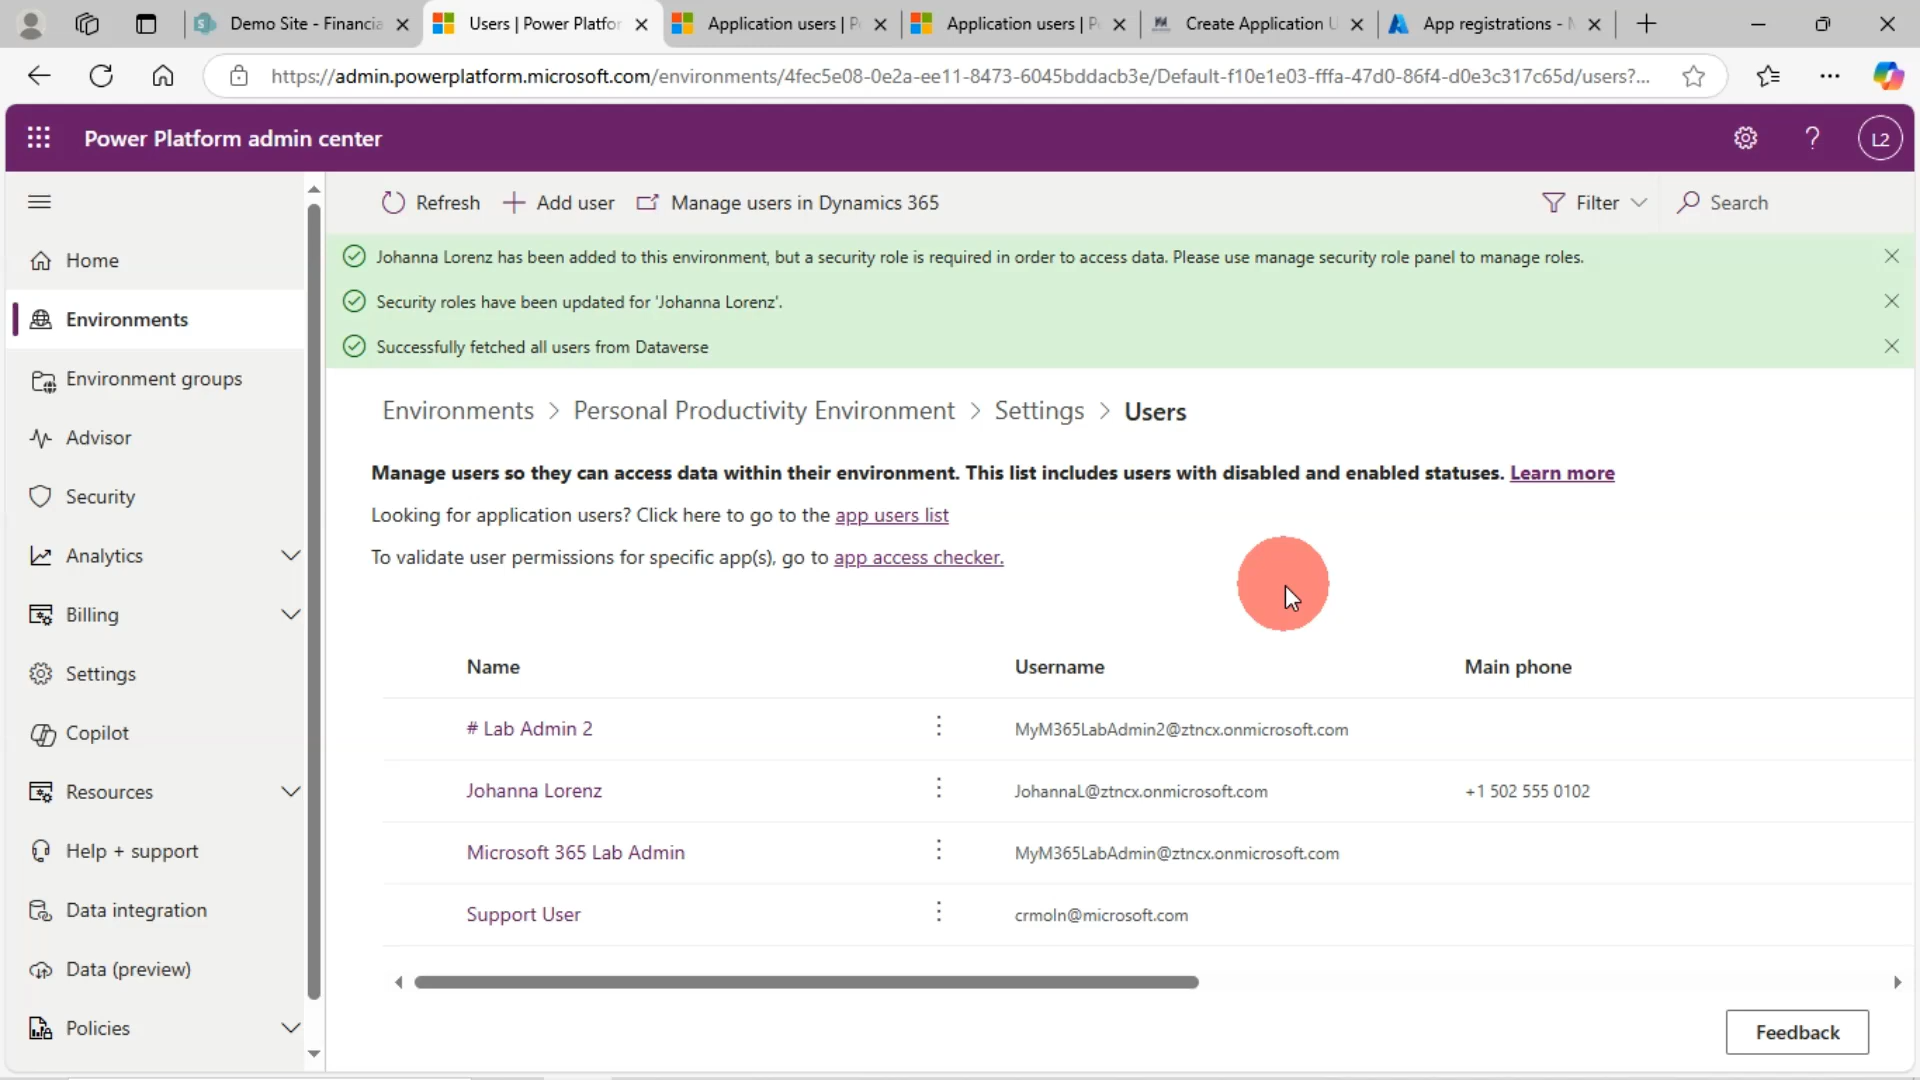 Demo Site - Financia
Users | Power Platfor
Application users | P
Application users | P
Create Application U
App registrations -
https://admin.powerplatform.microsoft.com/environments/4fec5e08-0e2a-ee11-8473-6045bddacb3e/Default-f10e1e03-fffa-47d0-86f4-d0e3c317c65d/users?...
Power Platform admin center
L2
Refresh
Add user
Manage users in Dynamics 365
Filter
Search
Home
Environments
Environment groups
Advisor
Security
Analytics
Billing
Settings
Copilot
Resources
Help + support
Data integration
Data (preview)
Policies
Johanna Lorenz has been added to this environment, but a security role is required in order to access data. Please use manage security role panel to manage roles.
Security roles have been updated for 'Johanna Lorenz'.
Successfully fetched all users from Dataverse
Environments > Personal Productivity Environment > Settings > Users
Manage users so they can access data within their environment. This list includes users with disabled and enabled statuses. Learn more
Looking for application users? Click here to go to the app users list
To validate user permissions for specific app(s), go to app access checker.
Name Username Main phone
# Lab Admin 2 MyM365LabAdmin2@ztncx.onmicrosoft.com
Johanna Lorenz JohannaL@ztncx.onmicrosoft.com +1 502 555 0102
Microsoft 365 Lab Admin MyM365LabAdmin@ztncx.onmicrosoft.com
Support User crmoln@microsoft.com
Feedback